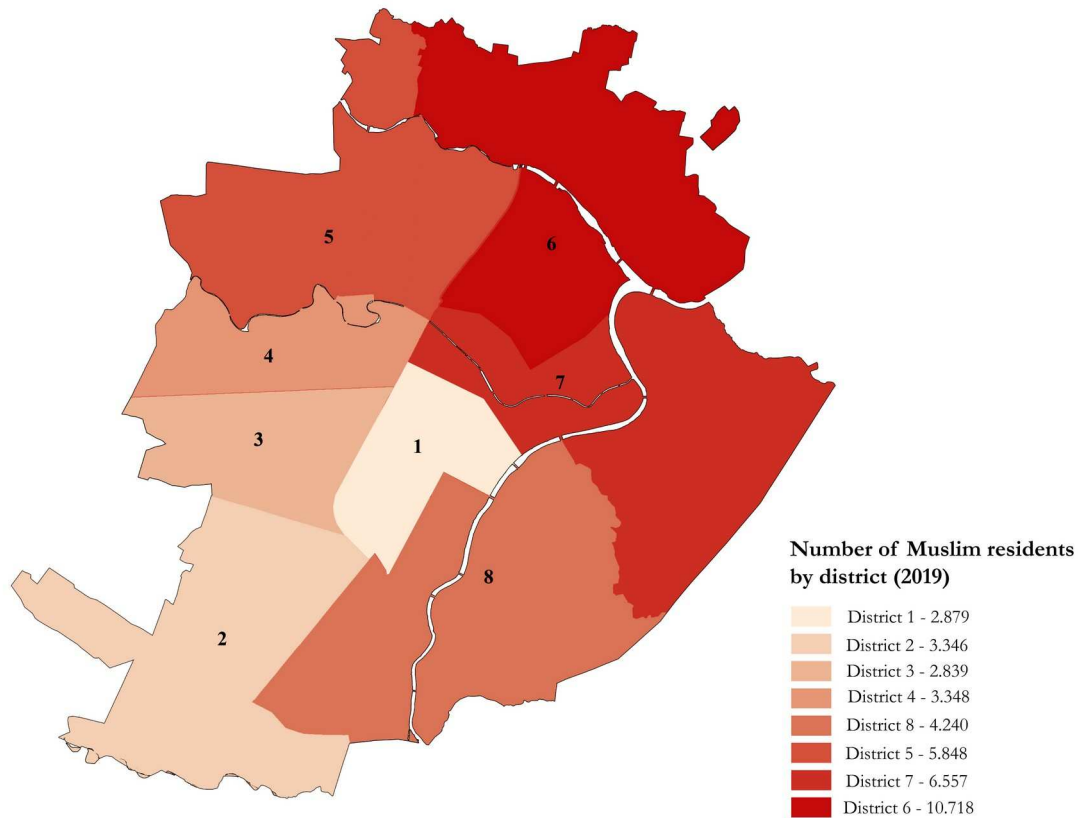 5
6
4
7
3
1
8
2
Number of Muslim residents
by district (2019)
District 1 - 2.879
District 2 - 3.346
District 3 - 2.839
District 4 - 3.348
District 8 - 4.240
District 5 - 5.848
District 7 - 6.557
District 6 - 10.718